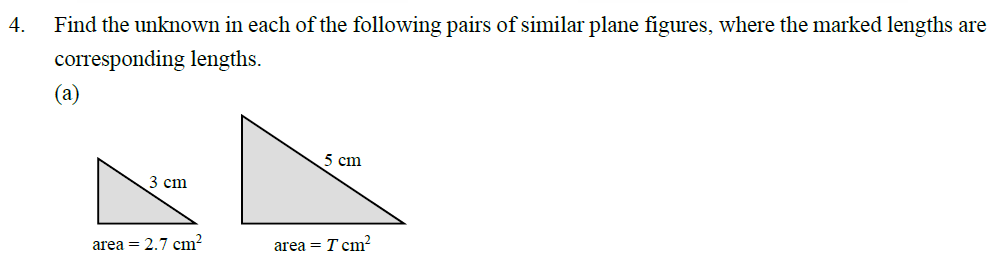 4. Find the unknown in each of the following pairs of similar plane figures, where the marked lengths are
corresponding lengths.
(a)
5 cm
3 cm
area = 2.7 cm²
area = T cm²